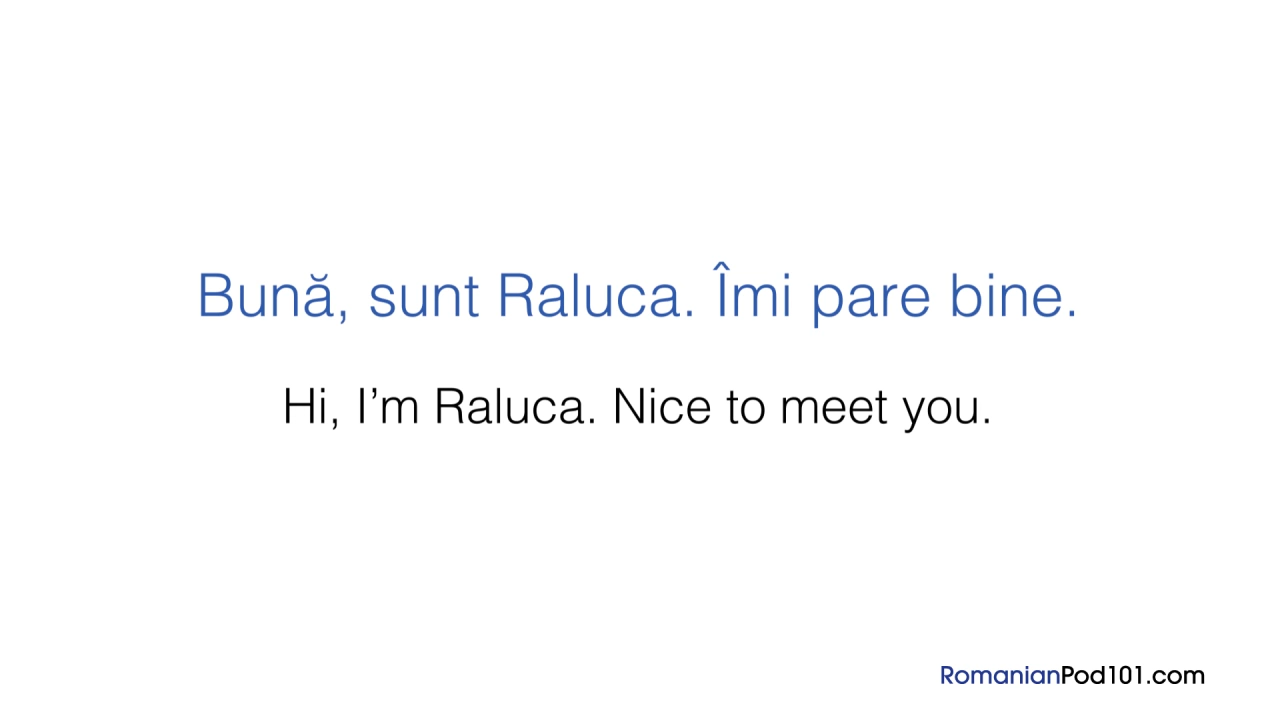 Bună, sunt Raluca. Îmi pare bine.
Hi, I’m Raluca. Nice to meet you.
RomanianPod101.com